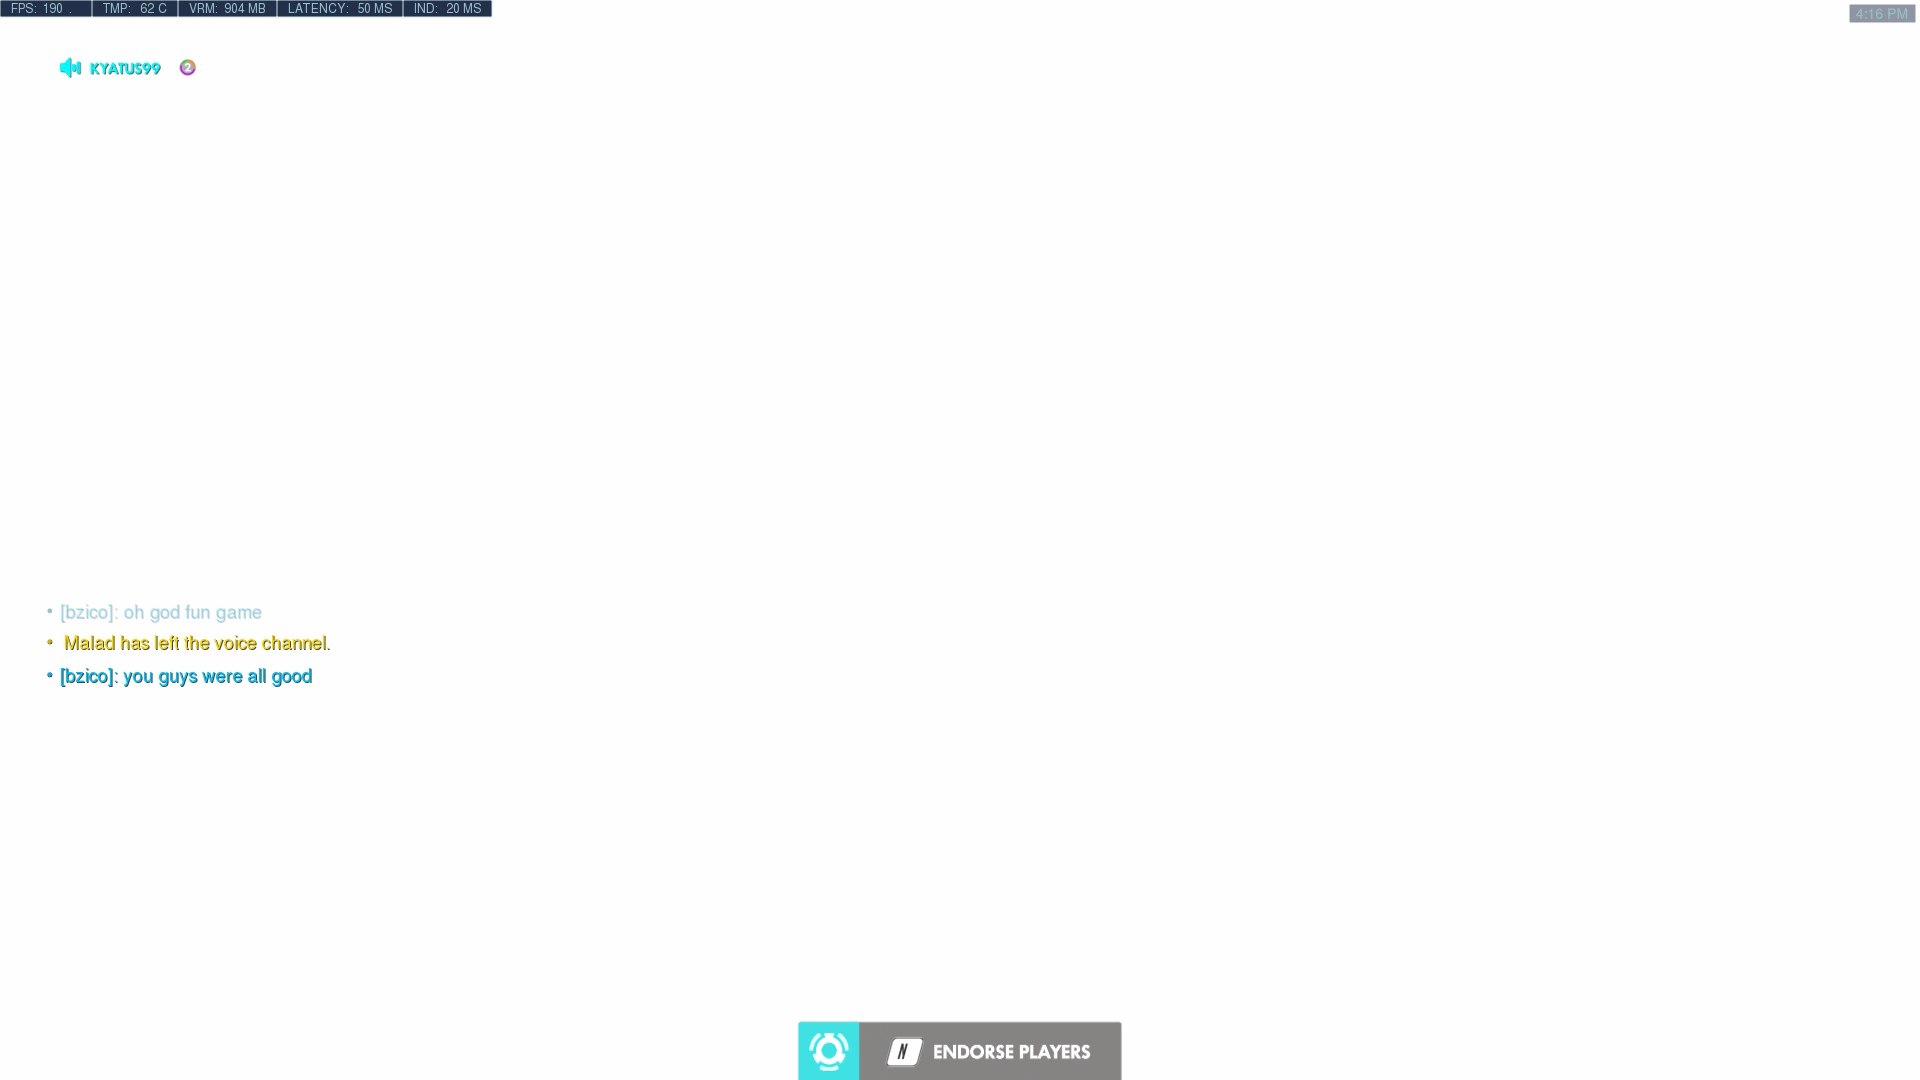 FPS: 190 . TMP: 62 C VRM: 904 MB LATENCY: 50 MS IND: 20 MS
4:16 PM
KYATUS99 2
• [bzico]: oh god fun game
• Malad has left the voice channel.
• [bzico]: you guys were all good
N ENDORSE PLAYERS